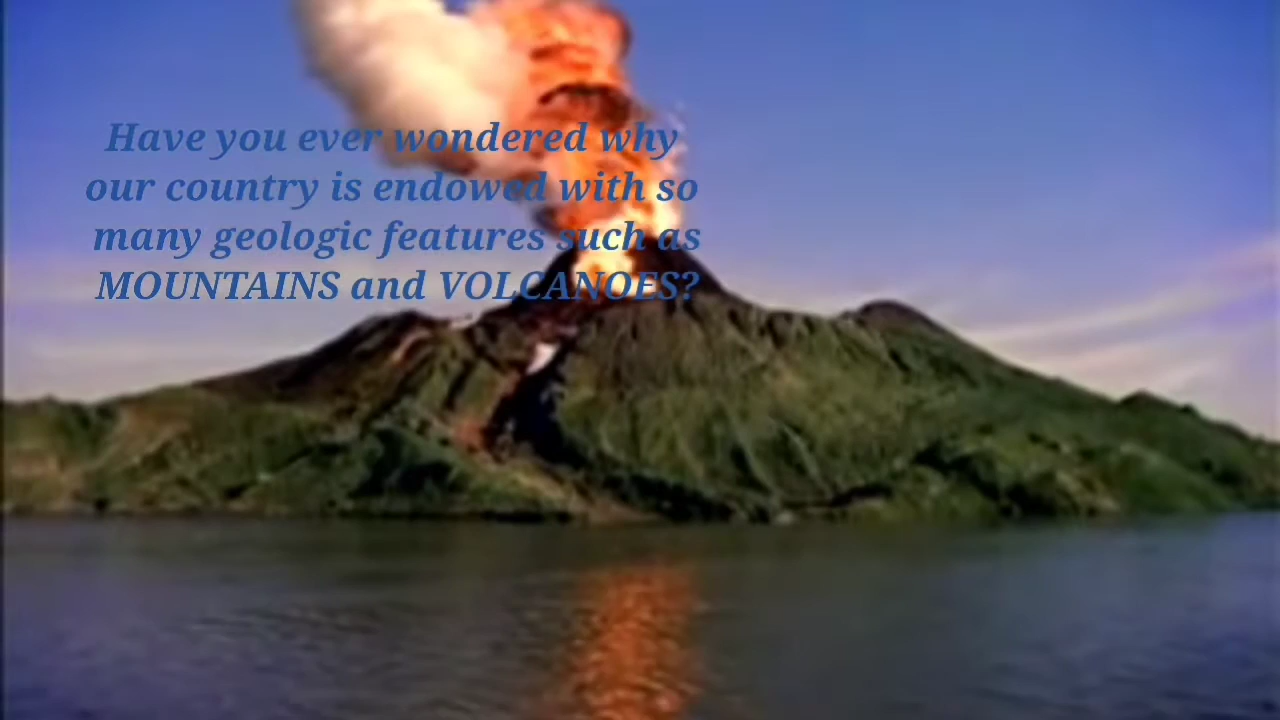 Have you ever wondered why
our country is endowed with so
many geologic features such as
MOUNTAINS and VOLCANOES?